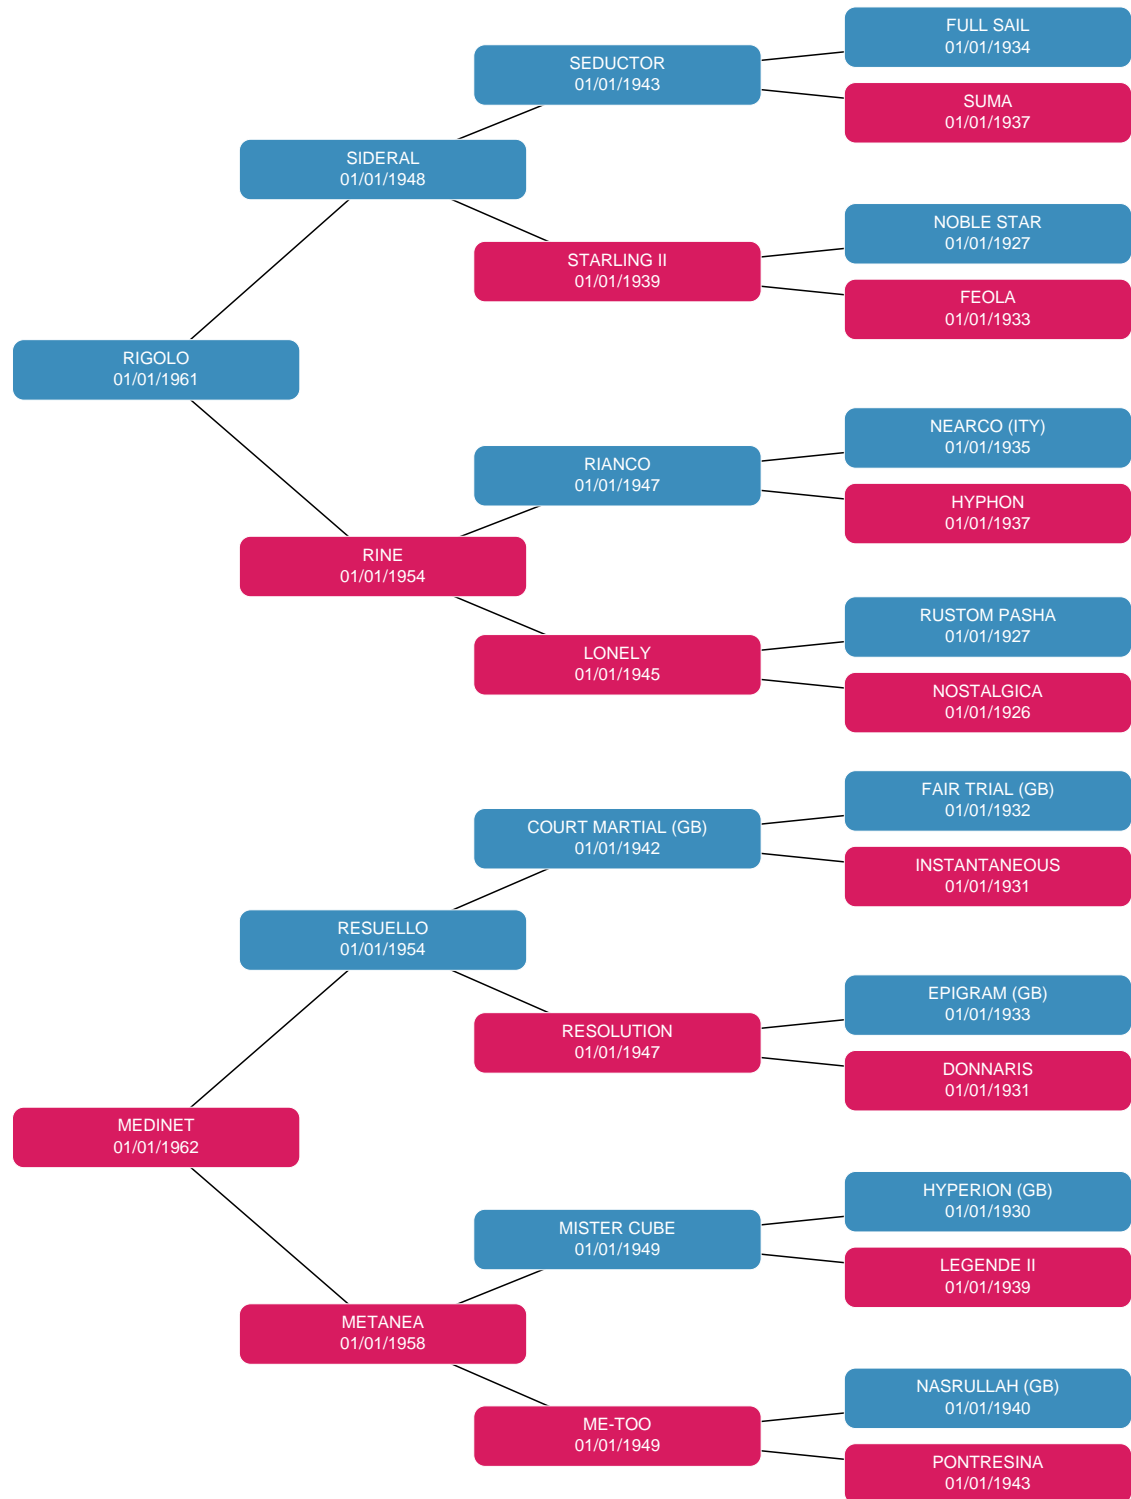 FULL SAIL
01/01/1934
SEDUCTOR
01/01/1943
SUMA
01/01/1937
SIDERAL
01/01/1948
NOBLE STAR
01/01/1927
STARLING II
01/01/1939
FEOLA
01/01/1933
RIGOLO
01/01/1961
NEARCO (ITY)
01/01/1935
RIANCO
01/01/1947
HYPHON
01/01/1937
RINE
01/01/1954
RUSTOM PASHA
01/01/1927
LONELY
01/01/1945
NOSTALGICA
01/01/1926
FAIR TRIAL (GB)
01/01/1932
COURT MARTIAL (GB)
01/01/1942
INSTANTANEOUS
01/01/1931
RESUELLO
01/01/1954
EPIGRAM (GB)
01/01/1933
RESOLUTION
01/01/1947
DONNARIS
01/01/1931
MEDINET
01/01/1962
HYPERION (GB)
01/01/1930
MISTER CUBE
01/01/1949
LEGENDE II
01/01/1939
METANEA
01/01/1958
NASRULLAH (GB)
01/01/1940
ME-TOO
01/01/1949
PONTRESINA
01/01/1943